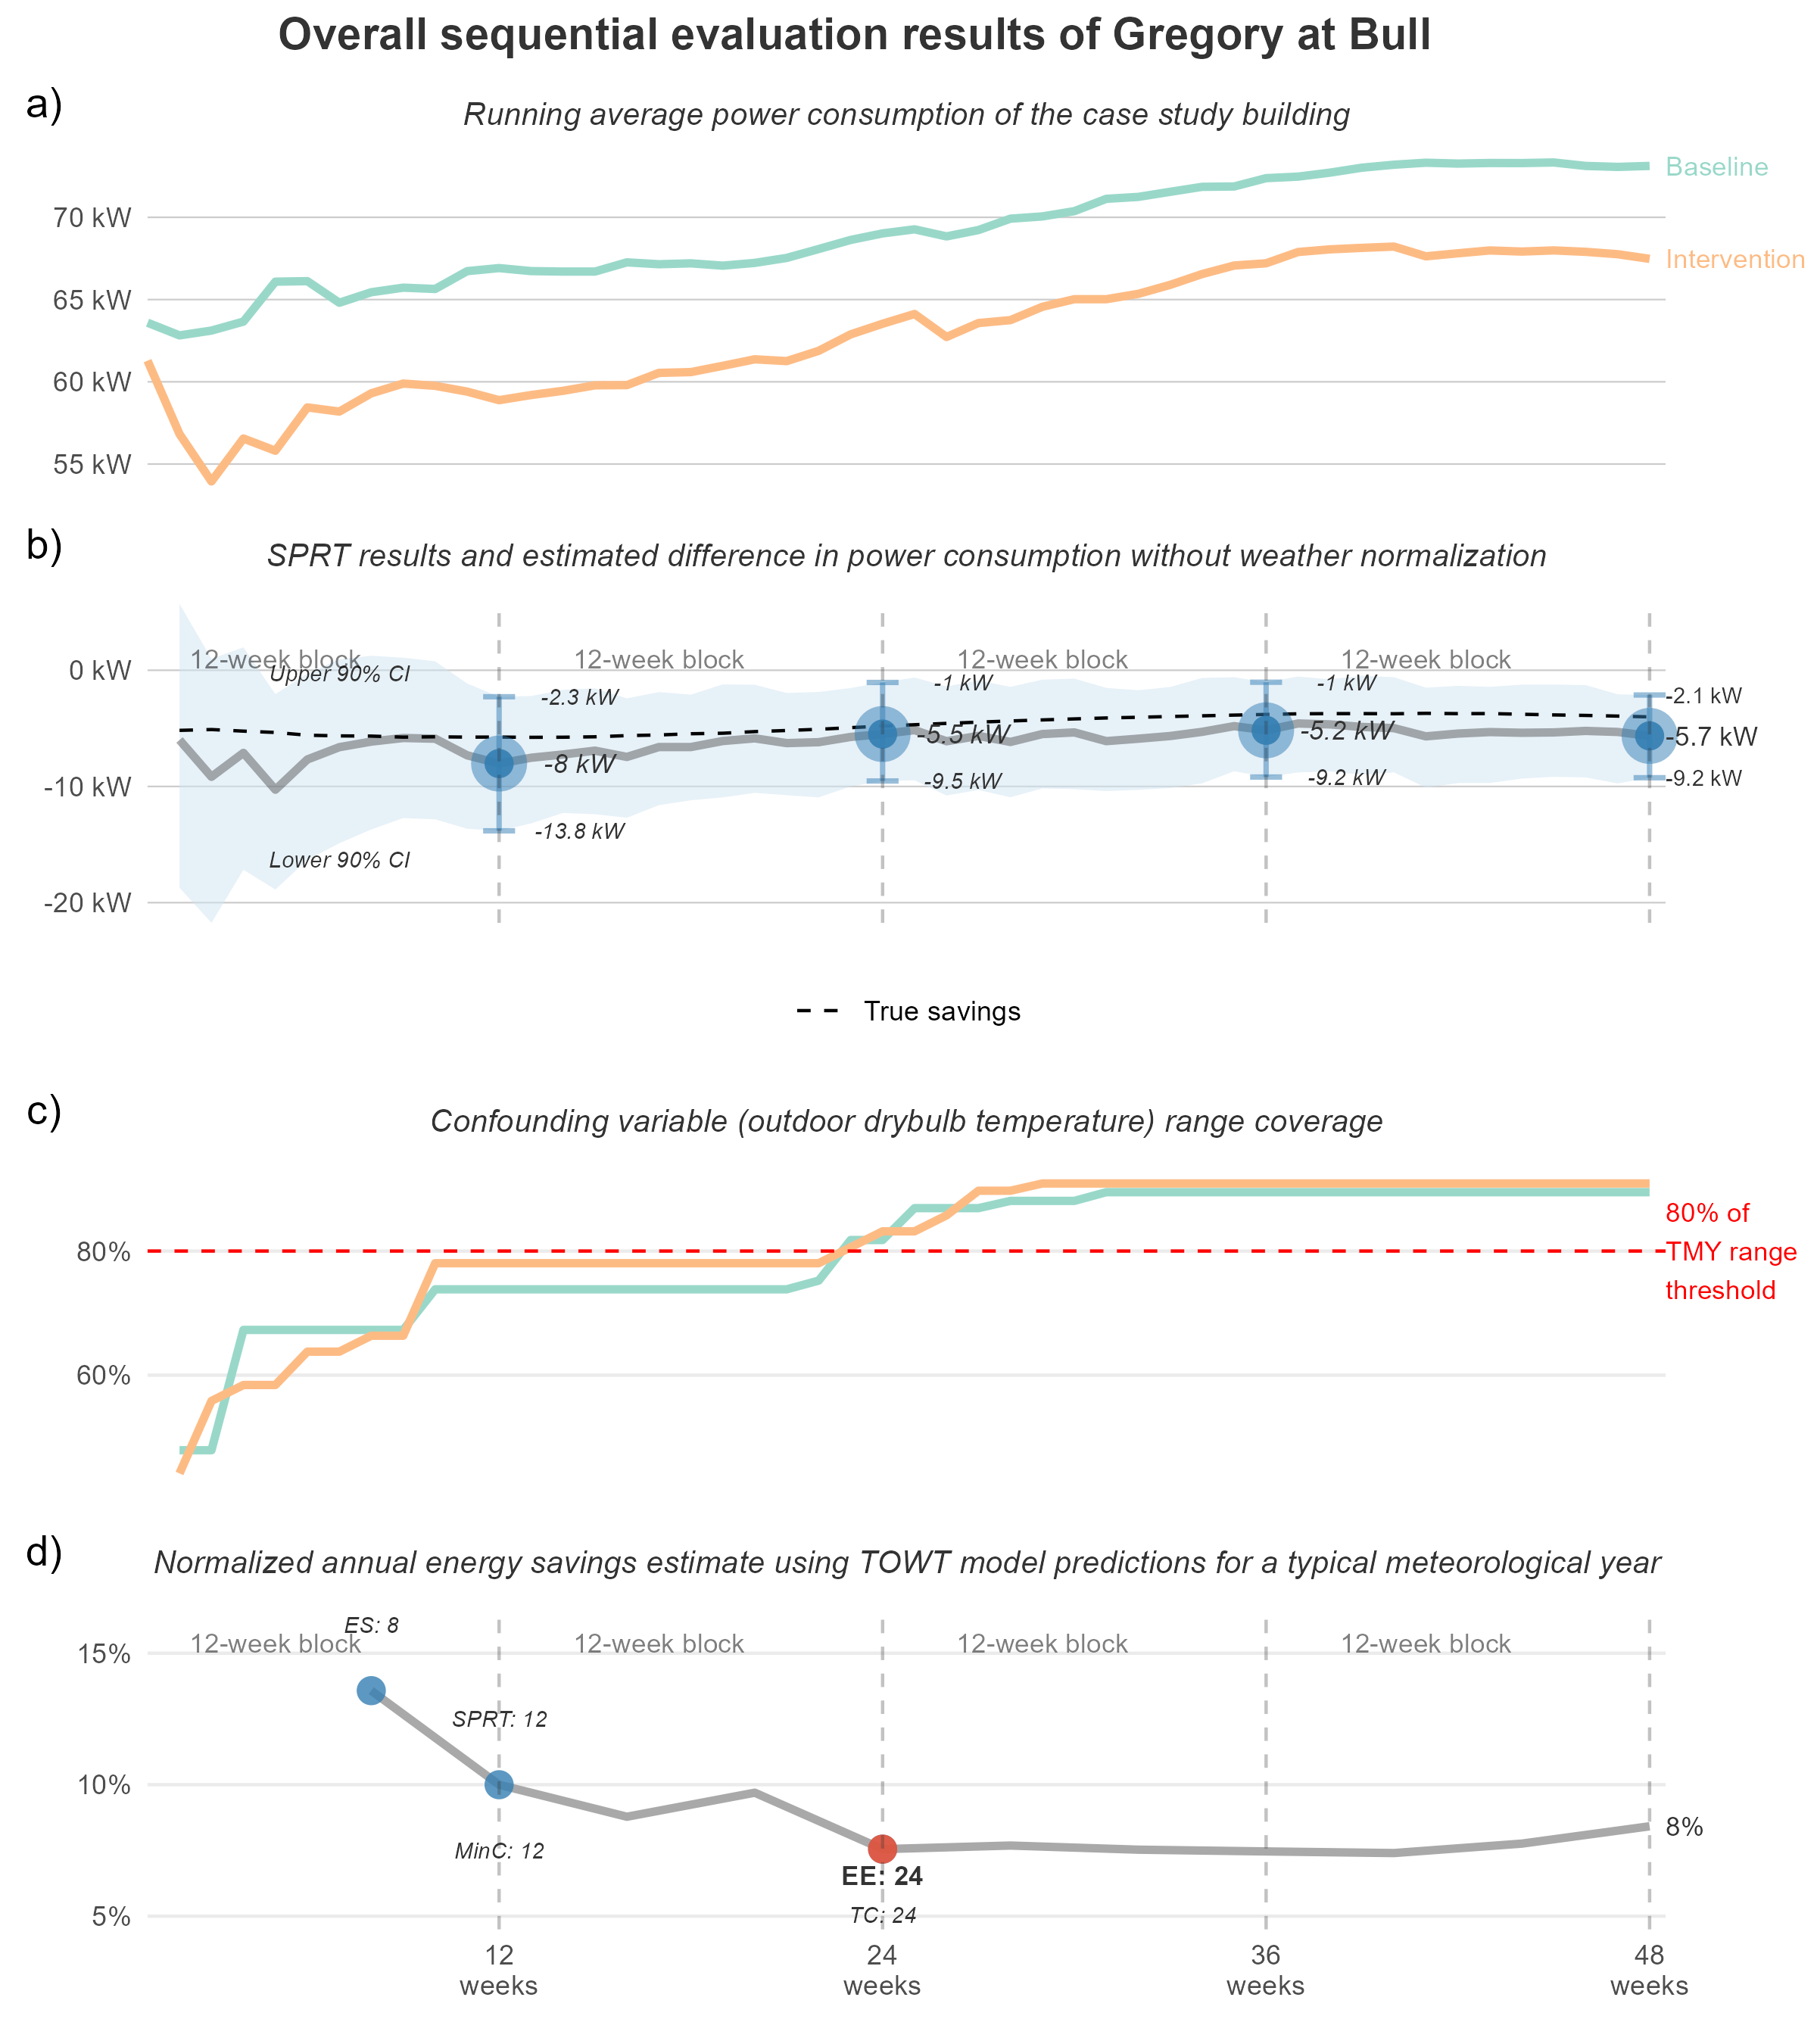 Overall sequential evaluation results of Gregory at Bull
a)
Running average power consumption of the case study building
Baseline
70 kW
Intervention
65 kW
60 kW
55 kW
b)
SPRT results and estimated difference in power consumption without weather normalization
12-week block
12-week block
12-week block
12-week block
0 kW
Upper 90% CI
-2.3 kW
-1 kW
-1 kW
-2.1 kW
-8 kW
-5.5 kW
-5.2 kW
-5.7 kW
-10 kW
-13.8 kW
-9.5 kW
-9.2 kW
-9.2 kW
Lower 90% CI
-20 kW
True savings
c)
Confounding variable (outdoor drybulb temperature) range coverage
80% of
TMY range
threshold
80%
60%
d)
Normalized annual energy savings estimate using TOWT model predictions for a typical meteorological year
ES: 8
12-week block
12-week block
12-week block
12-week block
15%
SPRT: 12
10%
MinC: 12
8%
EE: 24
TC: 24
5%
12
weeks
24
weeks
36
weeks
48
weeks